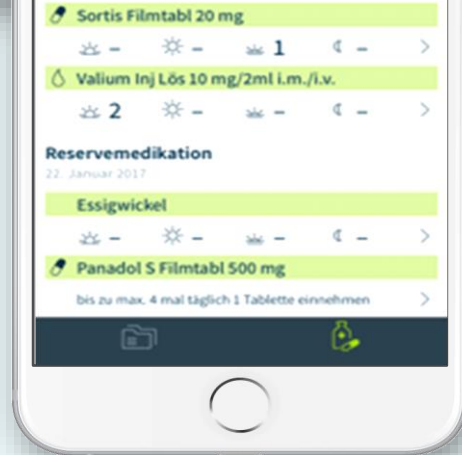 Sortis Filmtabl 20 mg
– – 1 –
Valium Inj Lös 10 mg/2ml i.m./i.v.
2 – – –
Reservemedikation
22. Januar 2017
Essigwickel
– – – –
Panadol S Filmtabl 500 mg
bis zu max. 4 mal täglich 1 Tablette einnehmen